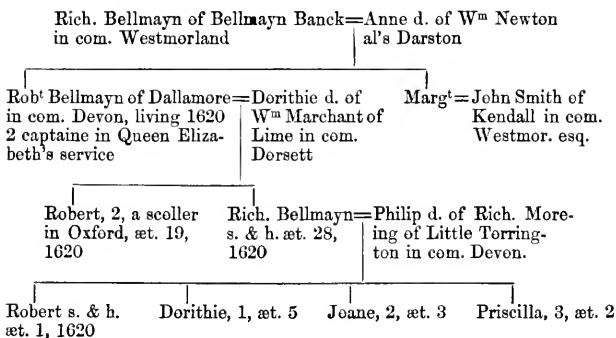 Rich. Bellmayn of Bellmayn Banck=Anne d. of Wᵐ Newton
in com. Westmorland al's Darston
Robᵗ Bellmayn of Dallamore=Dorithie d. of Margᵗ=John Smith of
in com. Devon, living 1620 Wᵐ Marchant of Kendall in com.
2 captaine in Queen Eliza- Lime in com. Westmor. esq.
beth's service Dorsett
Robert, 2, a scoller Rich. Bellmayn=Philip d. of Rich. More-
in Oxford, æt. 19, s. & h. æt. 28, ing of Little Torring-
1620 1620 ton in com. Devon.
Robert s. & h. Dorithie, 1, æt. 5 Joane, 2, æt. 3 Priscilla, 3, æt. 2
æt. 1, 1620